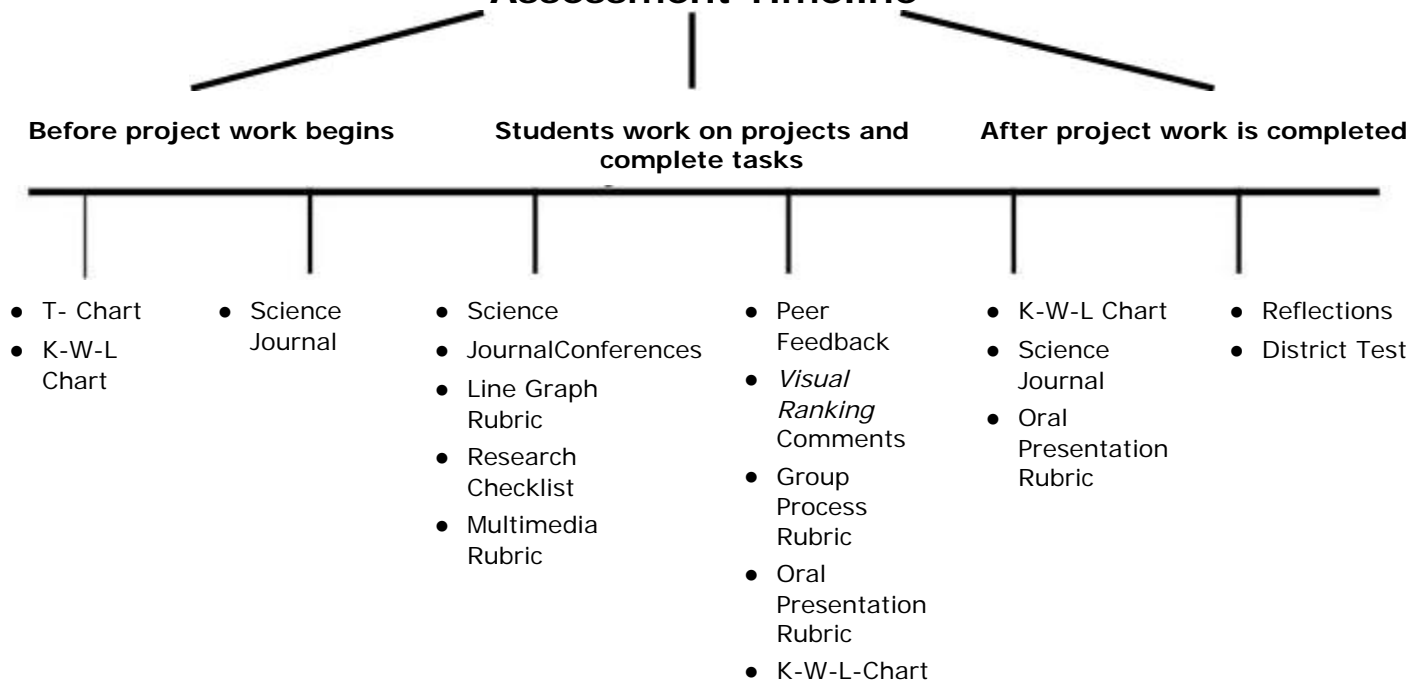 Assessment Timeline
Before project work begins
Students work on projects and
complete tasks
After project work is completed
● T- Chart
● K-W-L
Chart
● Science
Journal
● Science
● JournalConferences
● Line Graph
Rubric
● Research
Checklist
● Multimedia
Rubric
● Peer
Feedback
● Visual
Ranking
Comments
● Group
Process
Rubric
● Oral
Presentation
Rubric
● K-W-L-Chart
● K-W-L Chart
● Science
Journal
● Oral
Presentation
Rubric
● Reflections
● District Test